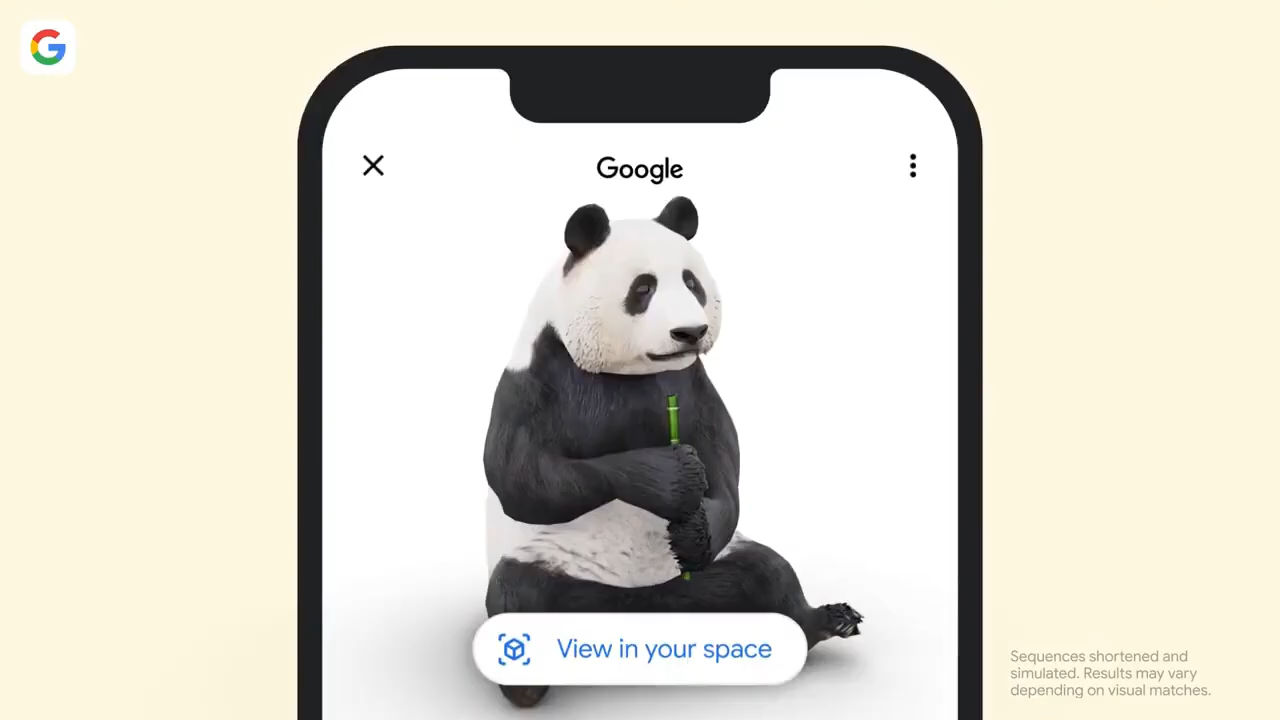 Google
View in your space
Sequences shortened and
simulated. Results may vary
depending on visual matches.